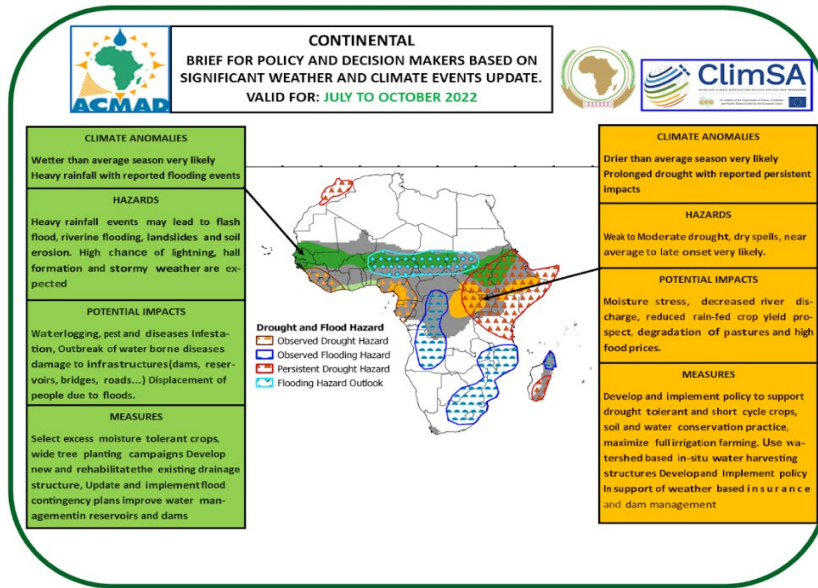 CONTINENTAL
BRIEF FOR POLICY AND DECISION MAKERS BASED ON
SIGNIFICANT WEATHER AND CLIMATE EVENTS UPDATE.
VALID FOR: JULY TO OCTOBER 2022
ACMAD
ClimSA
CLIMATE ANOMALIES
Wetter than average season very likely
Heavy rainfall with reported flooding events
HAZARDS
Heavy rainfall events may lead to flash
flood, riverine flooding, landslides and soil
erosion. High chance of lightning, hall
formation and stormy weather are ex-
pected
POTENTIAL IMPACTS
Waterlogging, pest and diseases Infesta-
tion, Outbreak of water borne diseases
damage to infrastructures(dams, reser-
voirs, bridges, roads...) Displacement of
people due to floods.
MEASURES
Select excess moisture tolerant crops,
wide tree planting campaigns Develop
new and rehabilitatethe existing drainage
structure, Update and implementflood
contingency plans improve water man-
agementin reservoirs and dams
Drought and Flood Hazard
Observed Drought Hazard
Observed Flooding Hazard
Persistent Drought Hazard
Flooding Hazard Outlook
CLIMATE ANOMALIES
Drier than average season very likely
Prolonged drought with reported persistent
impacts
HAZARDS
Weak to Moderate drought, dry spells, near
average to late onset very likely.
POTENTIAL IMPACTS
Moisture stress, decreased river dis-
charge, reduced rain-fed crop yield pro-
spect, degradation of pastures and high
food prices.
MEASURES
Develop and implement policy to support
drought tolerant and short cycle crops,
soil and water conservation practice,
maximize full irrigation farming. Use wa-
tershed based in-situ water harvesting
structures Developand Implement policy
In support of weather based insurance
and dam management